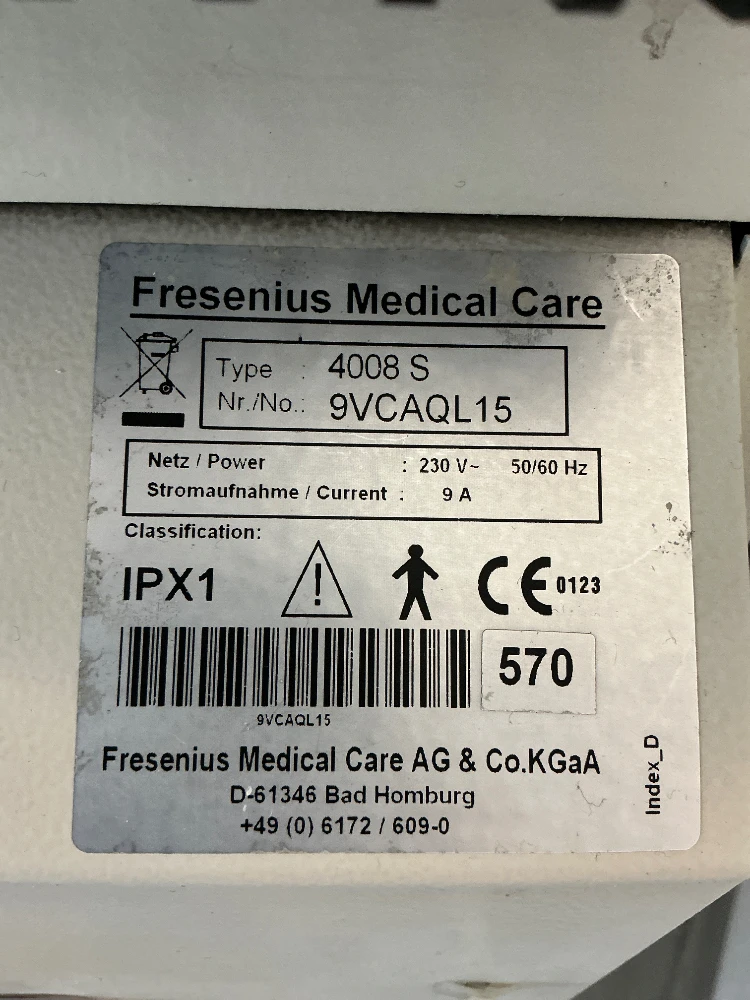 Fresenius Medical Care
Type : 4008 S
Nr./No.: 9VCAQL15
Netz / Power : 230 V~ 50/60 Hz
Stromaufnahme / Current : 9 A
Classification:
IPX1 ! CE 0123
570
9VCAQL15
Fresenius Medical Care AG & Co.KGaA
D-61346 Bad Homburg
+49 (0) 6172 / 609-0
Index_D